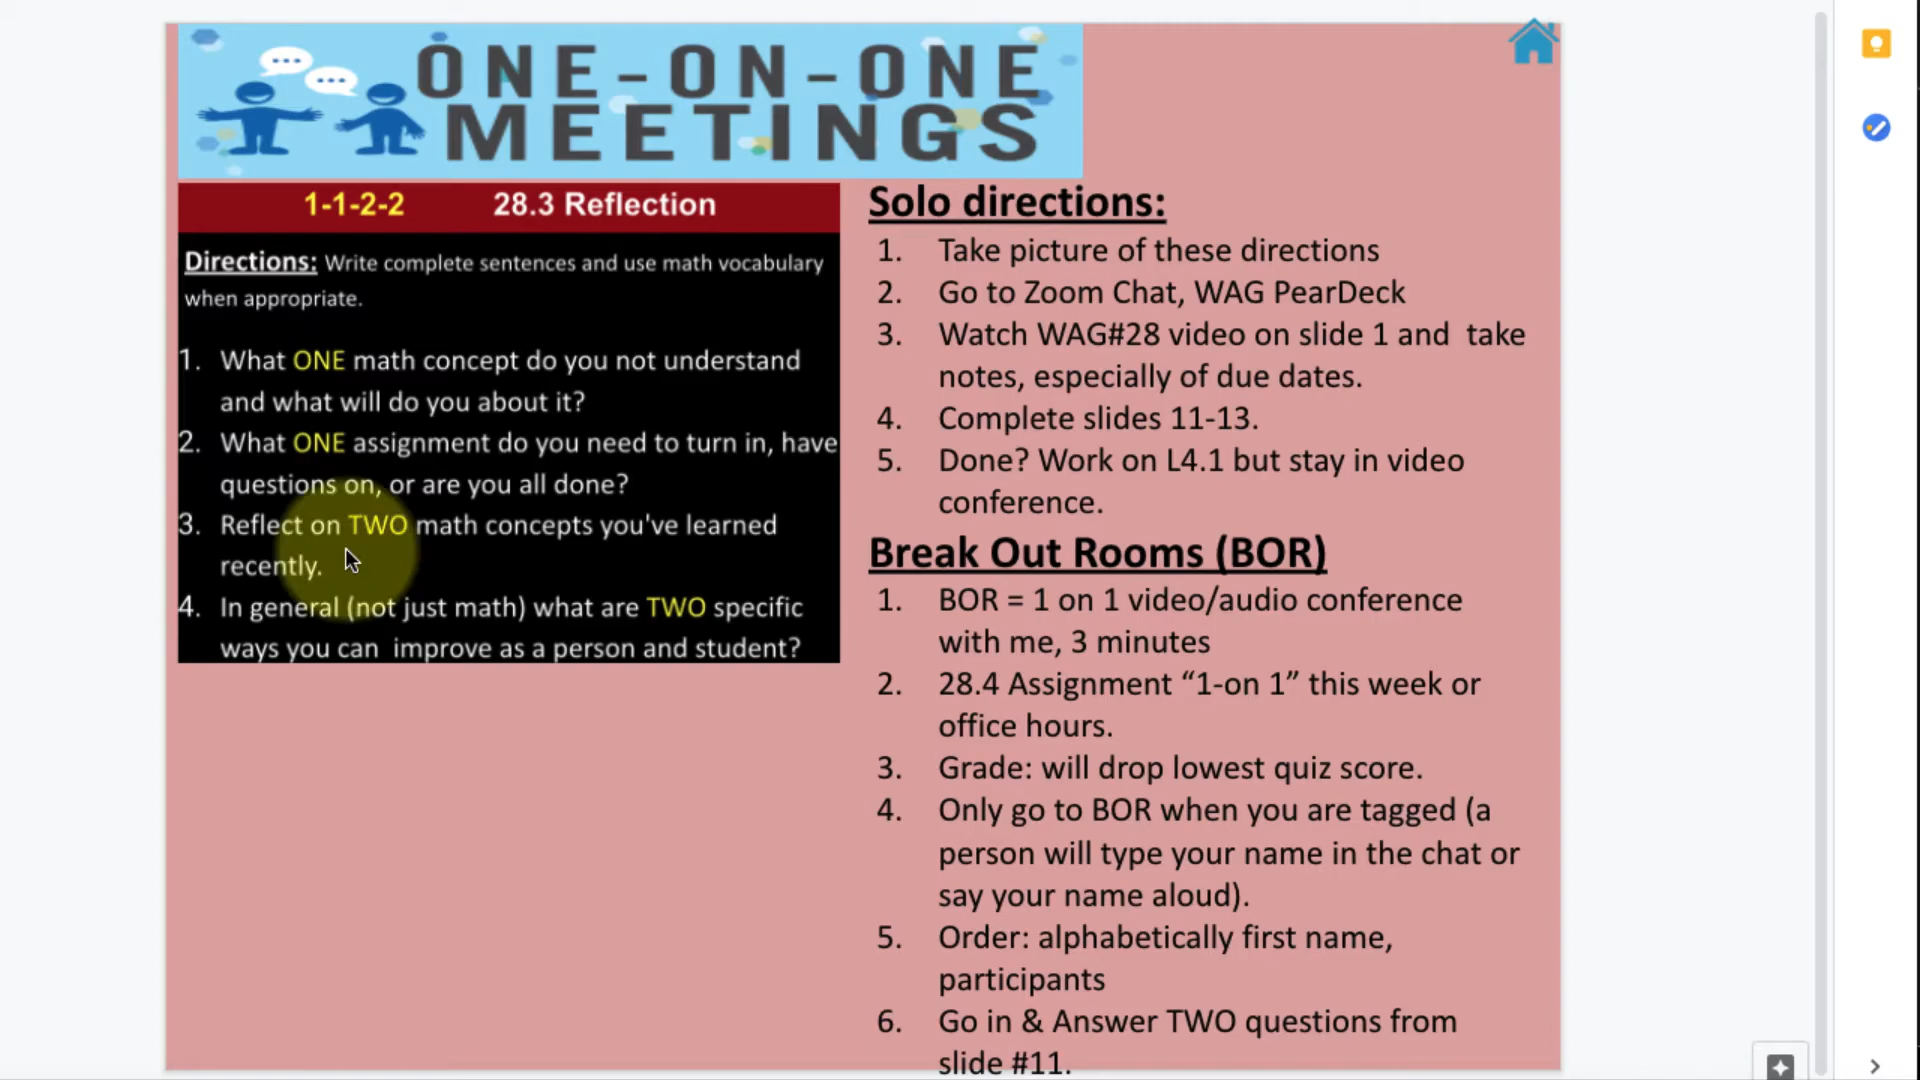 ONE-ON-ONE
MEETINGS
1-1-2-2 28.3 Reflection
Directions: Write complete sentences and use math vocabulary
when appropriate.
1. What ONE math concept do you not understand
and what will do you about it?
2. What ONE assignment do you need to turn in, have
questions on, or are you all done?
3. Reflect on TWO math concepts you've learned
recently.
4. In general (not just math) what are TWO specific
ways you can improve as a person and student?
Solo directions:
1. Take picture of these directions
2. Go to Zoom Chat, WAG PearDeck
3. Watch WAG#28 video on slide 1 and take
notes, especially of due dates.
4. Complete slides 11-13.
5. Done? Work on L4.1 but stay in video
conference.
Break Out Rooms (BOR)
1. BOR = 1 on 1 video/audio conference
with me, 3 minutes
2. 28.4 Assignment “1-on 1” this week or
office hours.
3. Grade: will drop lowest quiz score.
4. Only go to BOR when you are tagged (a
person will type your name in the chat or
say your name aloud).
5. Order: alphabetically first name,
participants
6. Go in & Answer TWO questions from
slide #11.